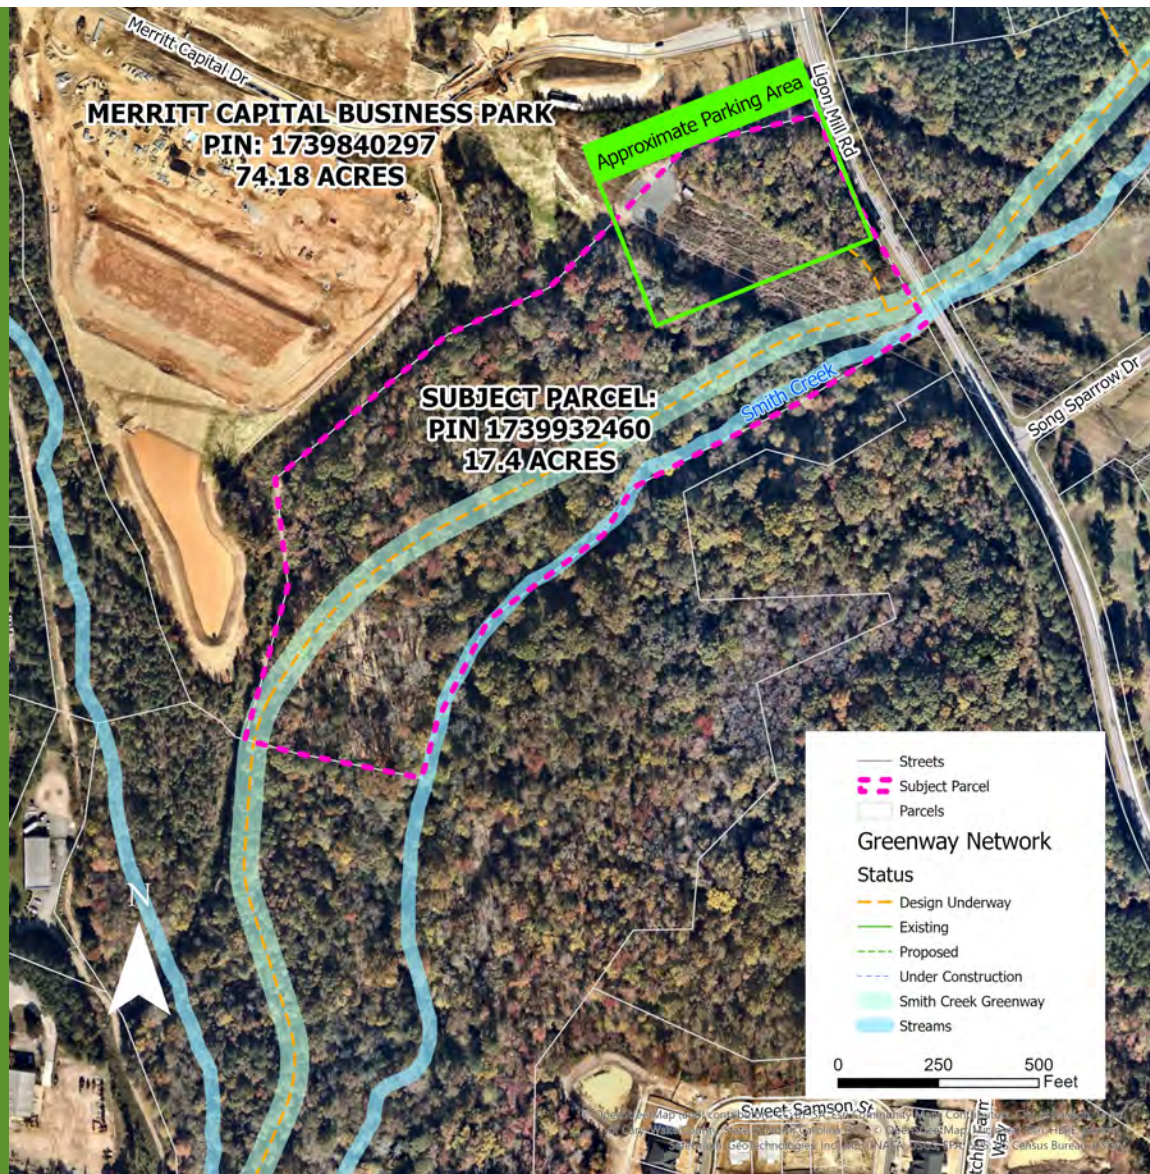 Merritt Capital Dr
MERRITT CAPITAL BUSINESS PARK
PIN: 1739840297
74.18 ACRES
Approximate Parking Area
Ligon Mill Rd
SUBJECT PARCEL:
PIN 1739932460
17.4 ACRES
Smith Creek
Song Sparrow Dr
Streets
Subject Parcel
Parcels
Greenway Network
Status
Design Underway
Existing
Proposed
Under Construction
Smith Creek Greenway
Streams
0 250 500
Feet
N
Sweet Samson St
Way